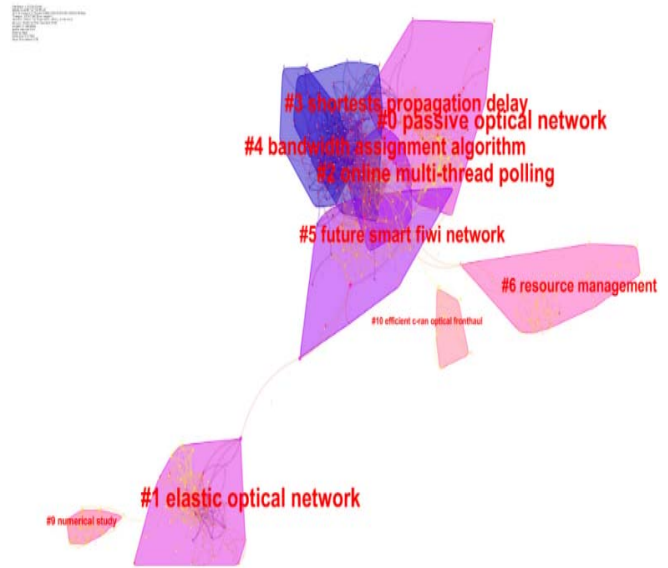 #3 shortests propagation delay
#0 passive optical network
#4 bandwidth assignment algorithm
#2 online multi-thread polling
#5 future smart fiwi network
#6 resource management
#10 efficient c-ran optical fronthaul
#1 elastic optical network
#9 numerical study